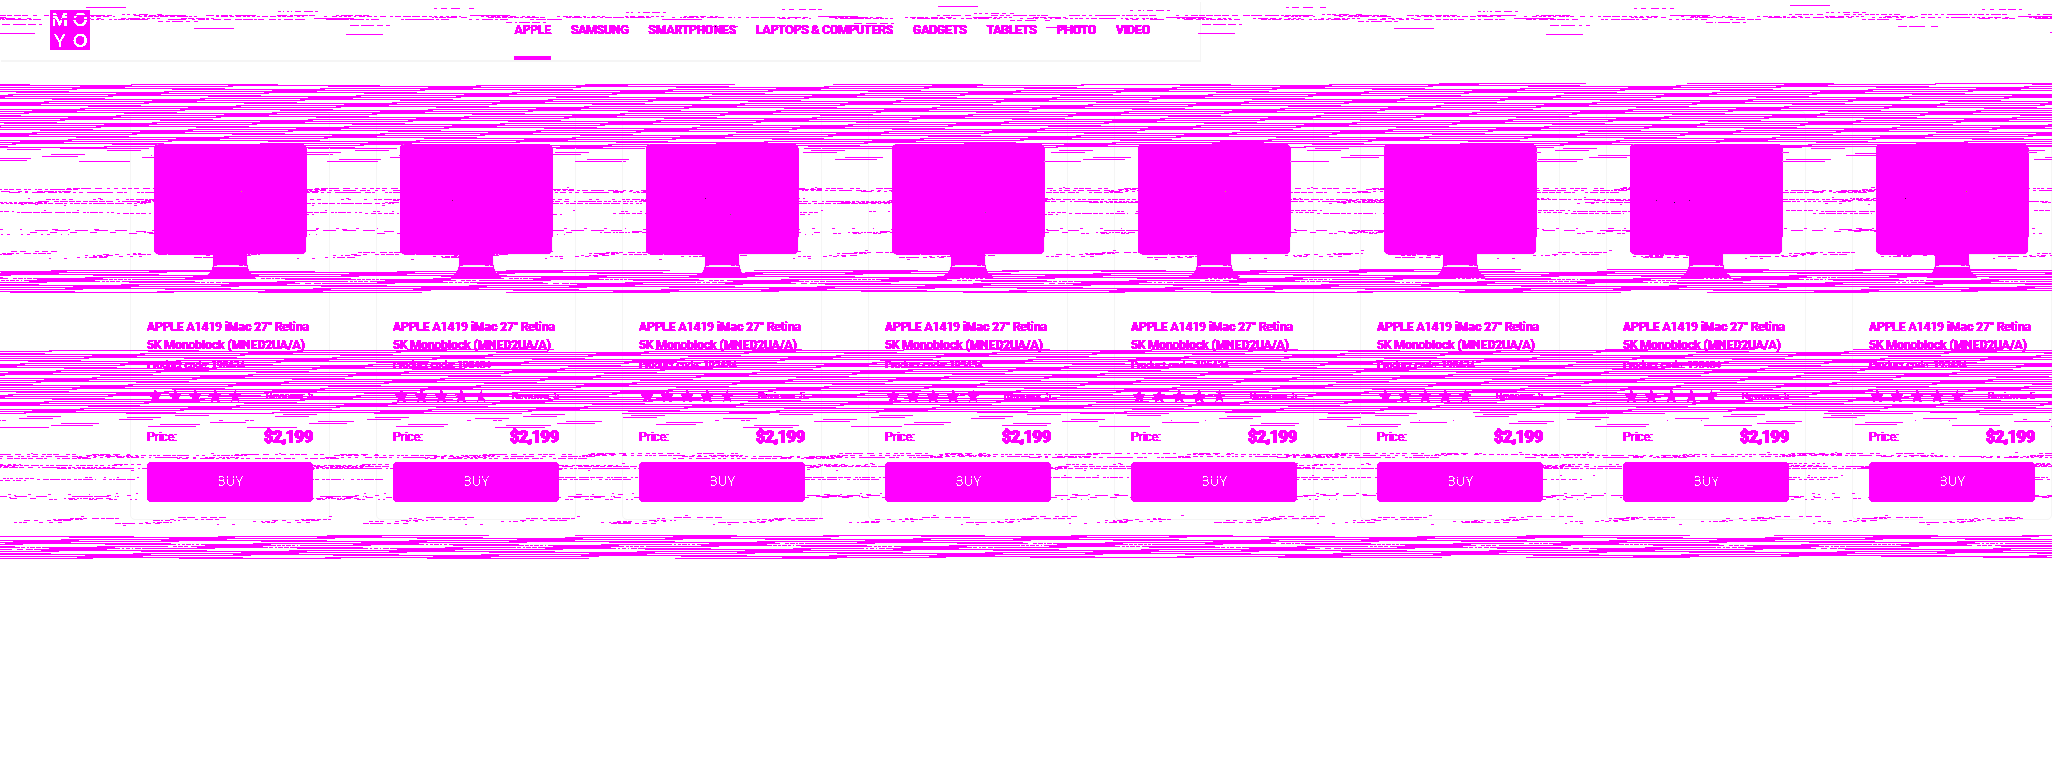 MO
YO
APPLE SAMSUNG SMARTPHONES LAPTOPS & COMPUTERS GADGETS TABLETS PHOTO VIDEO
APPLE A1419 iMac 27" Retina APPLE A1419 iMac 27" Retina APPLE A1419 iMac 27" Retina APPLE A1419 iMac 27" Retina APPLE A1419 iMac 27" Retina APPLE A1419 iMac 27" Retina APPLE A1419 iMac 27" Retina APPLE A1419 iMac 27" Retina
5K Monoblock (MNED2UA/A) 5K Monoblock (MNED2UA/A) 5K Monoblock (MNED2UA/A) 5K Monoblock (MNED2UA/A) 5K Monoblock (MNED2UA/A) 5K Monoblock (MNED2UA/A) 5K Monoblock (MNED2UA/A) 5K Monoblock (MNED2UA/A)
Price: $2,199 Price: $2,199 Price: $2,199 Price: $2,199 Price: $2,199 Price: $2,199 Price: $2,199 Price: $2,199
BUY BUY BUY BUY BUY BUY BUY BUY